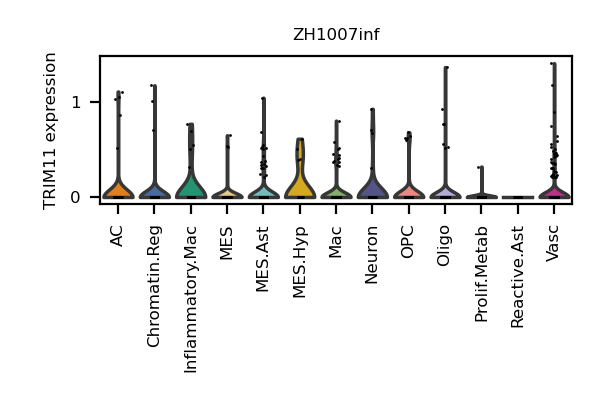 ZH1007inf
TRIM11 expression
1
0
AC
Chromatin.Reg
Inflammatory.Mac
MES
MES.Ast
MES.Hyp
Mac
Neuron
OPC
Oligo
Prolif.Metab
Reactive.Ast
Vasc